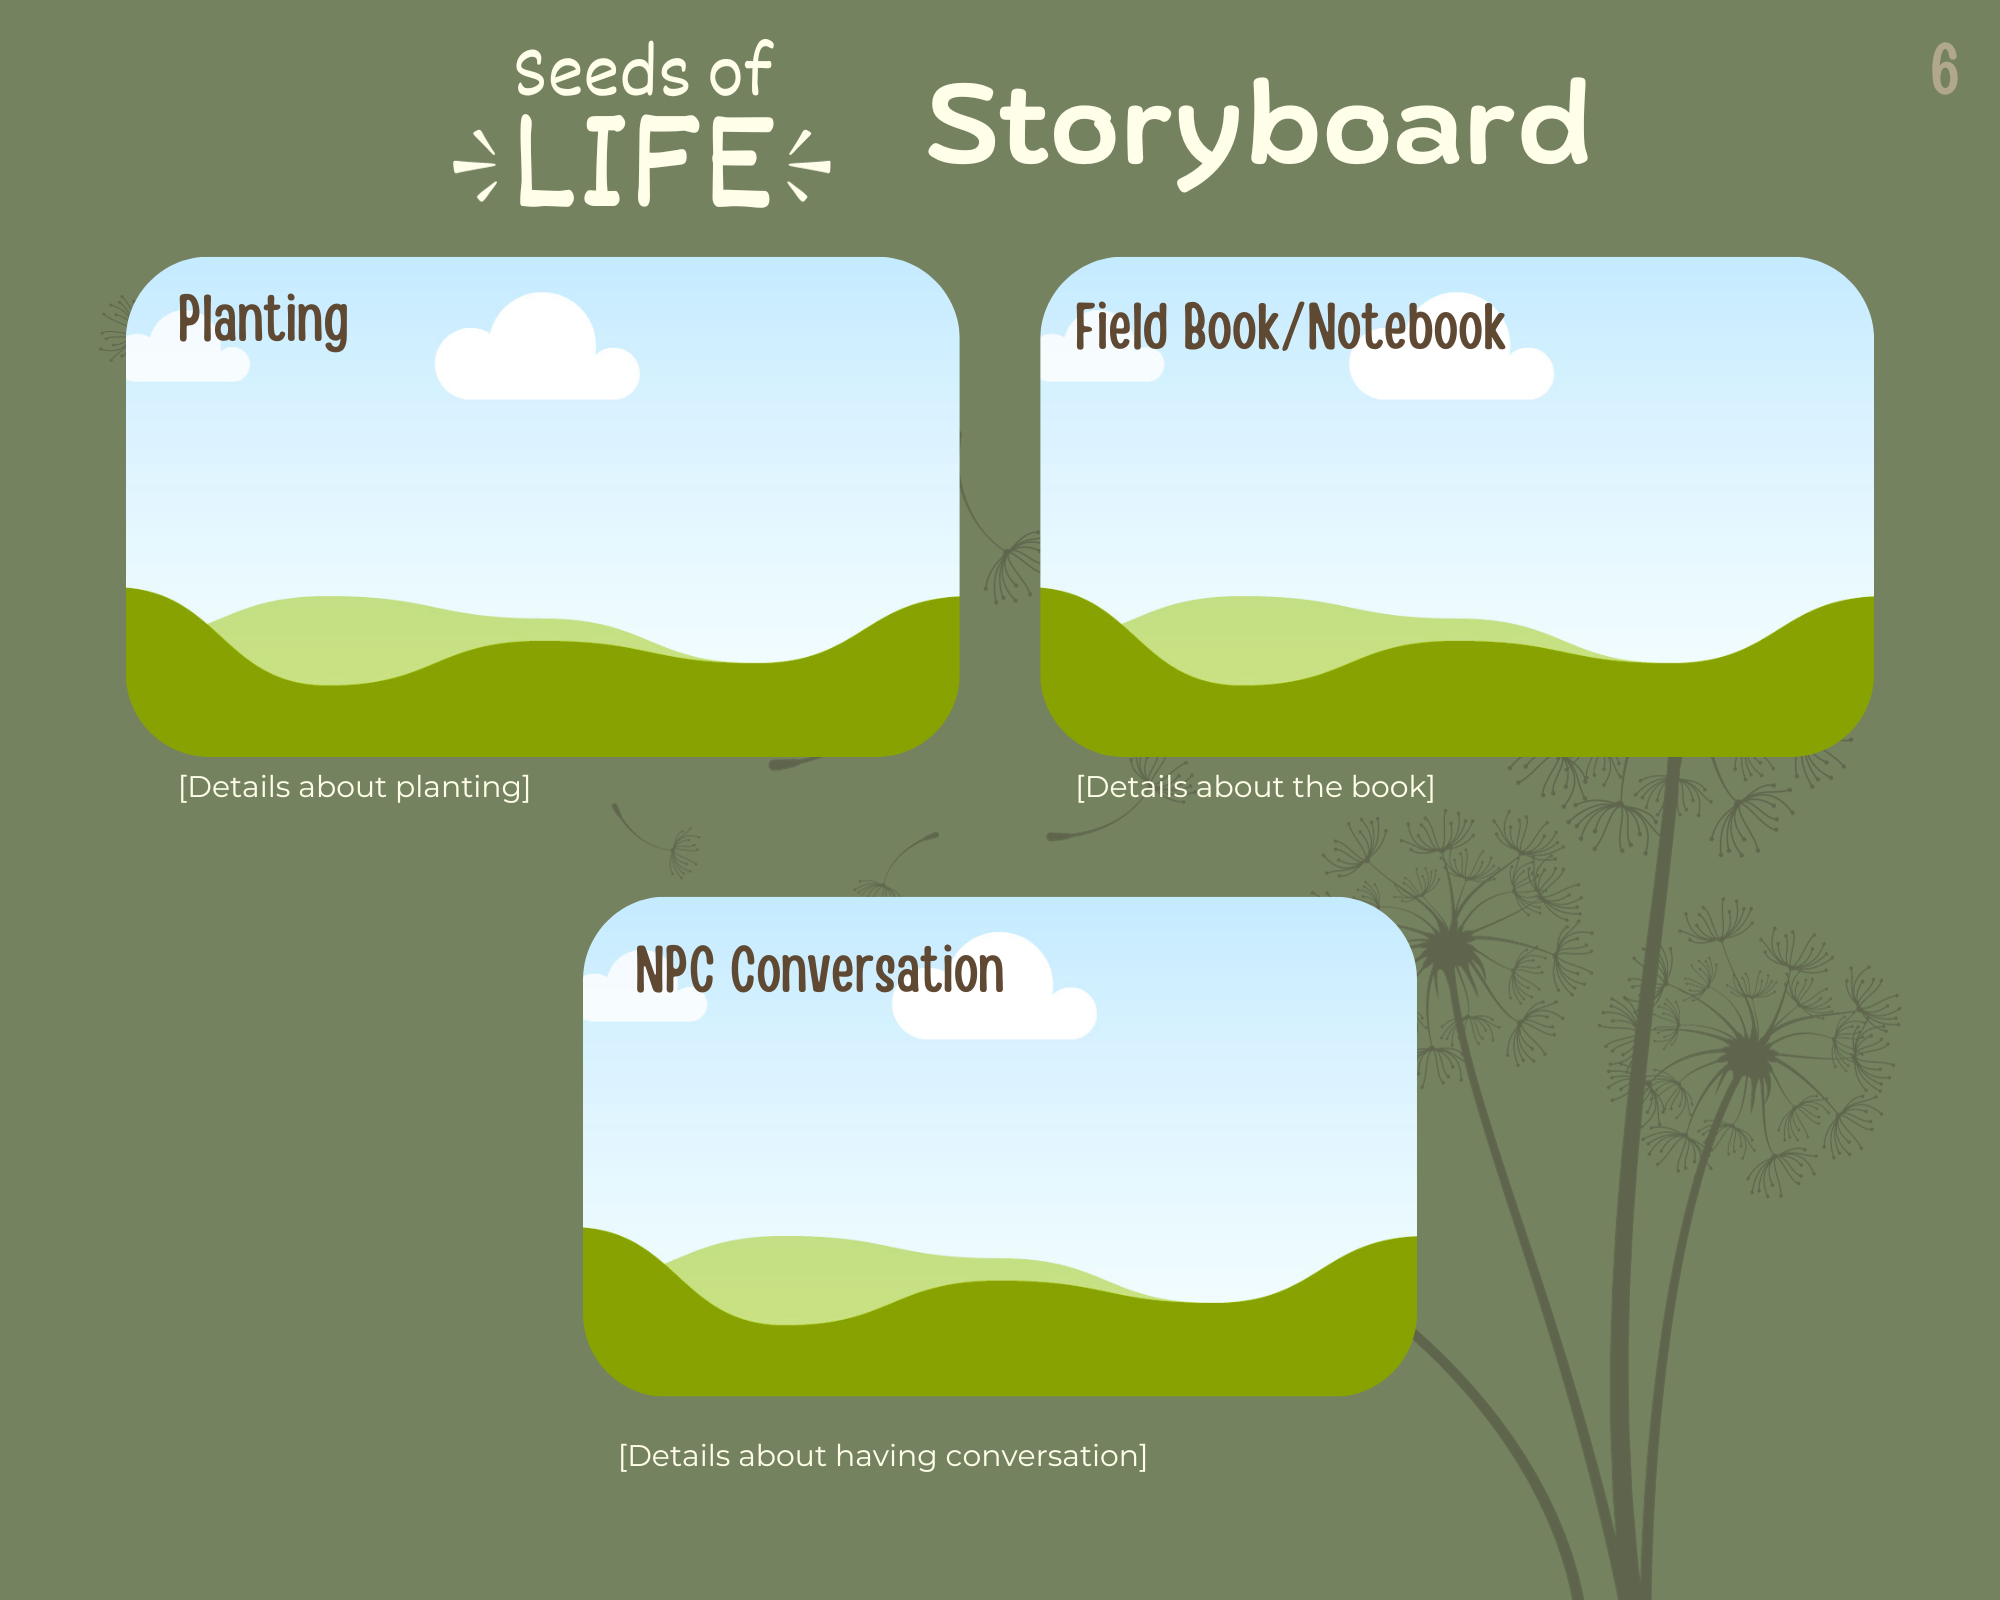 Seeds of
LIFE
Storyboard
6
Planting
Field Book/Notebook
[Details about planting]
[Details about the book]
NPC Conversation
[Details about having conversation]